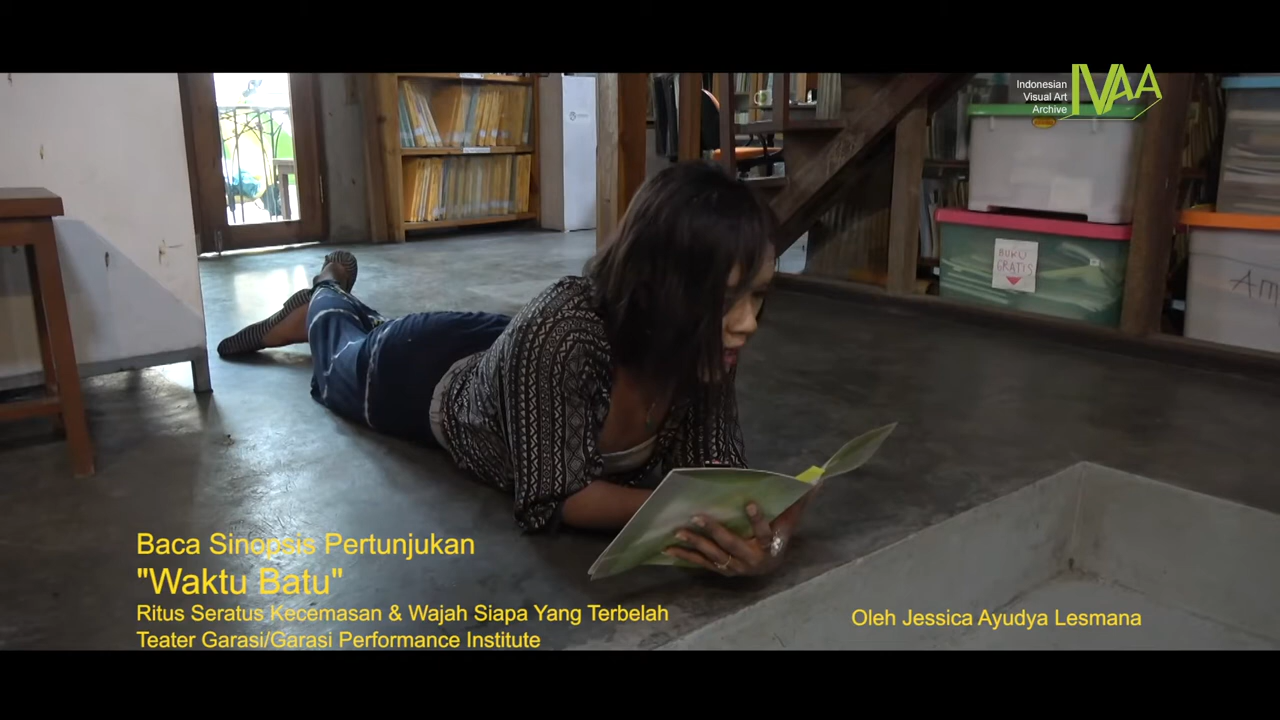 Indonesian
Visual Art
Archive
IVAA
BUKU
GRATIS
Am
Baca Sinopsis Pertunjukan
"Waktu Batu"
Ritus Seratus Kecemasan & Wajah Siapa Yang Terbelah
Teater Garasi/Garasi Performance Institute
Oleh Jessica Ayudya Lesmana